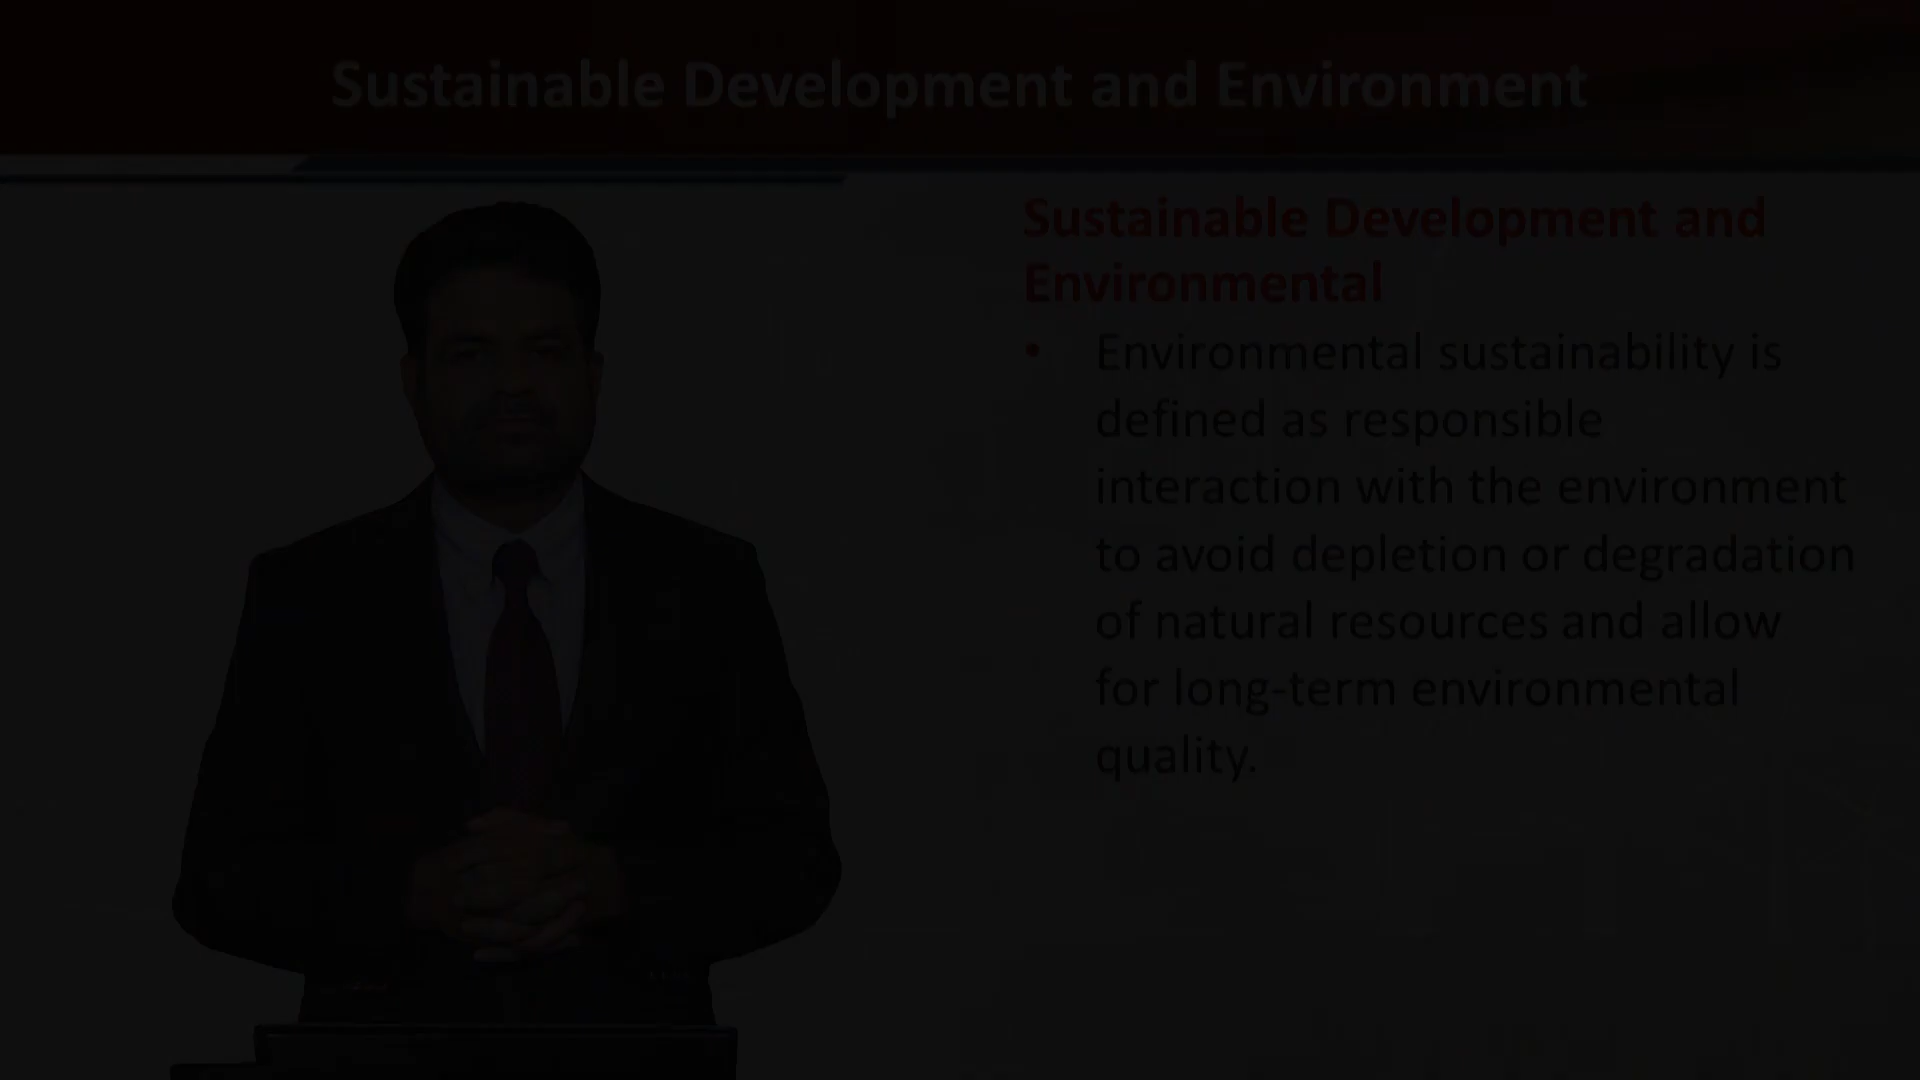 Sustainable Development and Environment
Sustainable Development and
Environmental
• Environmental sustainability is
defined as responsible
interaction with the environment
to avoid depletion or degradation
of natural resources and allow
for long-term environmental
quality.